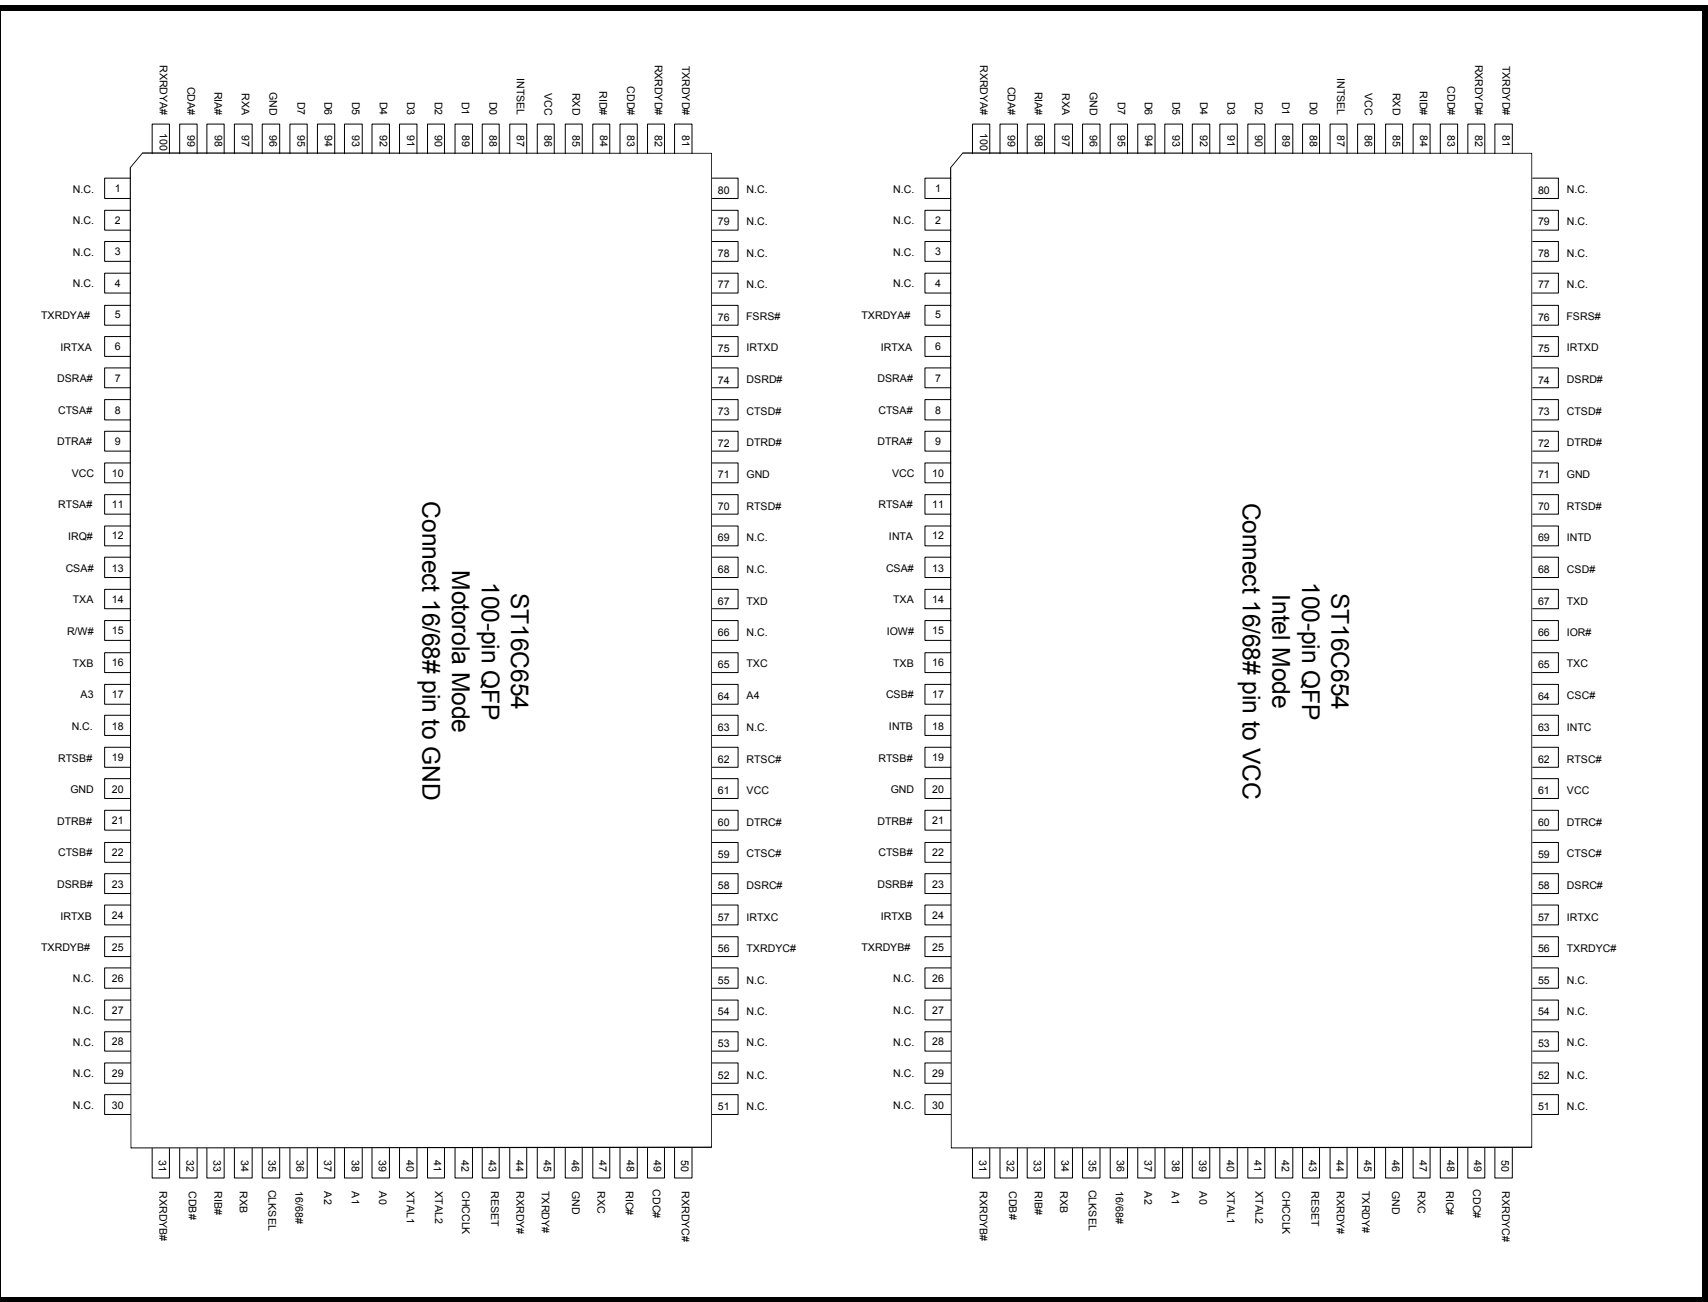 RXRDYA#
CDA#
RIA#
RXA
GND
D7
D6
D5
D4
D3
D2
D1
D0
INTSEL
VCC
RXD
RID#
CDD#
RXRDYD#
TXRDYD#
100 99 98 97 96 95 94 93 92 91 90 89 88 87 86 85 84 83 82 81
N.C. 1
N.C. 2
N.C. 3
N.C. 4
TXRDYA# 5
IRTXA 6
DSRA# 7
CTSA# 8
DTRA# 9
VCC 10
RTSA# 11
IRQ# 12
CSA# 13
TXA 14
R/W# 15
TXB 16
A3 17
N.C. 18
RTSB# 19
GND 20
DTRB# 21
CTSB# 22
DSRB# 23
IRTXB 24
TXRDYB# 25
N.C. 26
N.C. 27
N.C. 28
N.C. 29
N.C. 30
ST16C654
100-pin QFP
Motorola Mode
Connect 16/68# pin to GND
80 N.C.
79 N.C.
78 N.C.
77 N.C.
76 FSRS#
75 IRTXD
74 DSRD#
73 CTSD#
72 DTRD#
71 GND
70 RTSD#
69 N.C.
68 N.C.
67 TXD
66 N.C.
65 TXC
64 A4
63 N.C.
62 RTSC#
61 VCC
60 DTRC#
59 CTSC#
58 DSRC#
57 IRTXC
56 TXRDYC#
55 N.C.
54 N.C.
53 N.C.
52 N.C.
51 N.C.
31 32 33 34 35 36 37 38 39 40 41 42 43 44 45 46 47 48 49 50
RXRDYB#
CDB#
RIB#
RXB
CLKSEL
16/68#
A2
A1
A0
XTAL1
XTAL2
CHCCLK
RESET
RXRDY#
TXRDY#
GND
RXC
RIC#
CDC#
RXRDYC#
RXRDYA#
CDA#
RIA#
RXA
GND
D7
D6
D5
D4
D3
D2
D1
D0
INTSEL
VCC
RXD
RID#
CDD#
RXRDYD#
TXRDYD#
100 99 98 97 96 95 94 93 92 91 90 89 88 87 86 85 84 83 82 81
N.C. 1
N.C. 2
N.C. 3
N.C. 4
TXRDYA# 5
IRTXA 6
DSRA# 7
CTSA# 8
DTRA# 9
VCC 10
RTSA# 11
INTA 12
CSA# 13
TXA 14
IOW# 15
TXB 16
CSB# 17
INTB 18
RTSB# 19
GND 20
DTRB# 21
CTSB# 22
DSRB# 23
IRTXB 24
TXRDYB# 25
N.C. 26
N.C. 27
N.C. 28
N.C. 29
N.C. 30
ST16C654
100-pin QFP
Intel Mode
Connect 16/68# pin to VCC
80 N.C.
79 N.C.
78 N.C.
77 N.C.
76 FSRS#
75 IRTXD
74 DSRD#
73 CTSD#
72 DTRD#
71 GND
70 RTSD#
69 INTD
68 CSD#
67 TXD
66 IOR#
65 TXC
64 CSC#
63 INTC
62 RTSC#
61 VCC
60 DTRC#
59 CTSC#
58 DSRC#
57 IRTXC
56 TXRDYC#
55 N.C.
54 N.C.
53 N.C.
52 N.C.
51 N.C.
31 32 33 34 35 36 37 38 39 40 41 42 43 44 45 46 47 48 49 50
RXRDYB#
CDB#
RIB#
RXB
CLKSEL
16/68#
A2
A1
A0
XTAL1
XTAL2
CHCCLK
RESET
RXRDY#
TXRDY#
GND
RXC
RIC#
CDC#
RXRDYC#